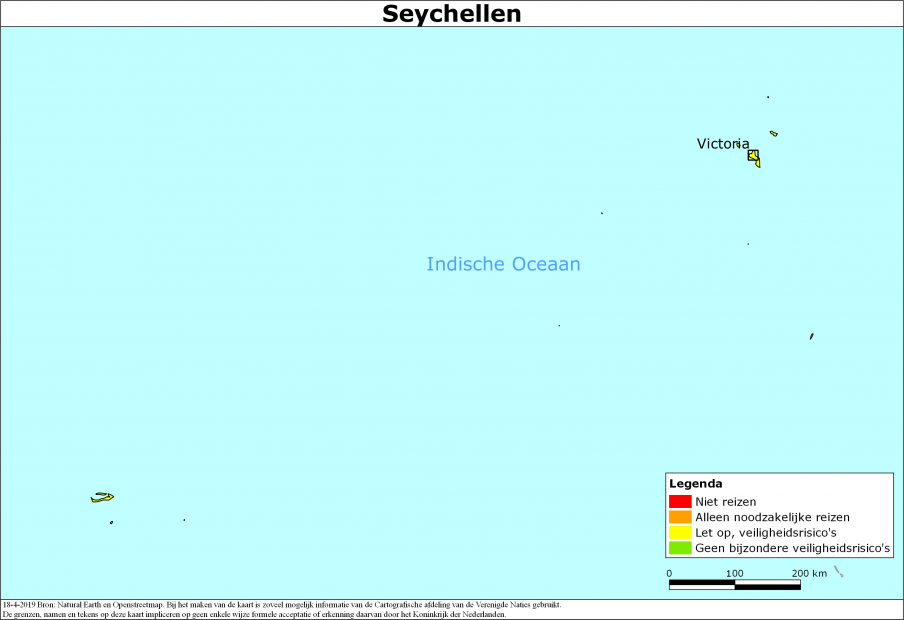 Seychellen
Victoria
Indische Oceaan
Legenda
Niet reizen
Alleen noodzakelijke reizen
Let op, veiligheidsrisico's
Geen bijzondere veiligheidsrisico's
0 100 200 km
18-4-2019 Bron: Natural Earth en Openstreetmap. Bij het maken van de kaart is zoveel mogelijk informatie van de Cartografische afdeling van de Verenigde Naties gebruikt.
De grenzen, namen en tekens op deze kaart impliceren op geen enkele wijze formele acceptatie of erkenning daarvan door het Koninkrijk der Nederlanden.